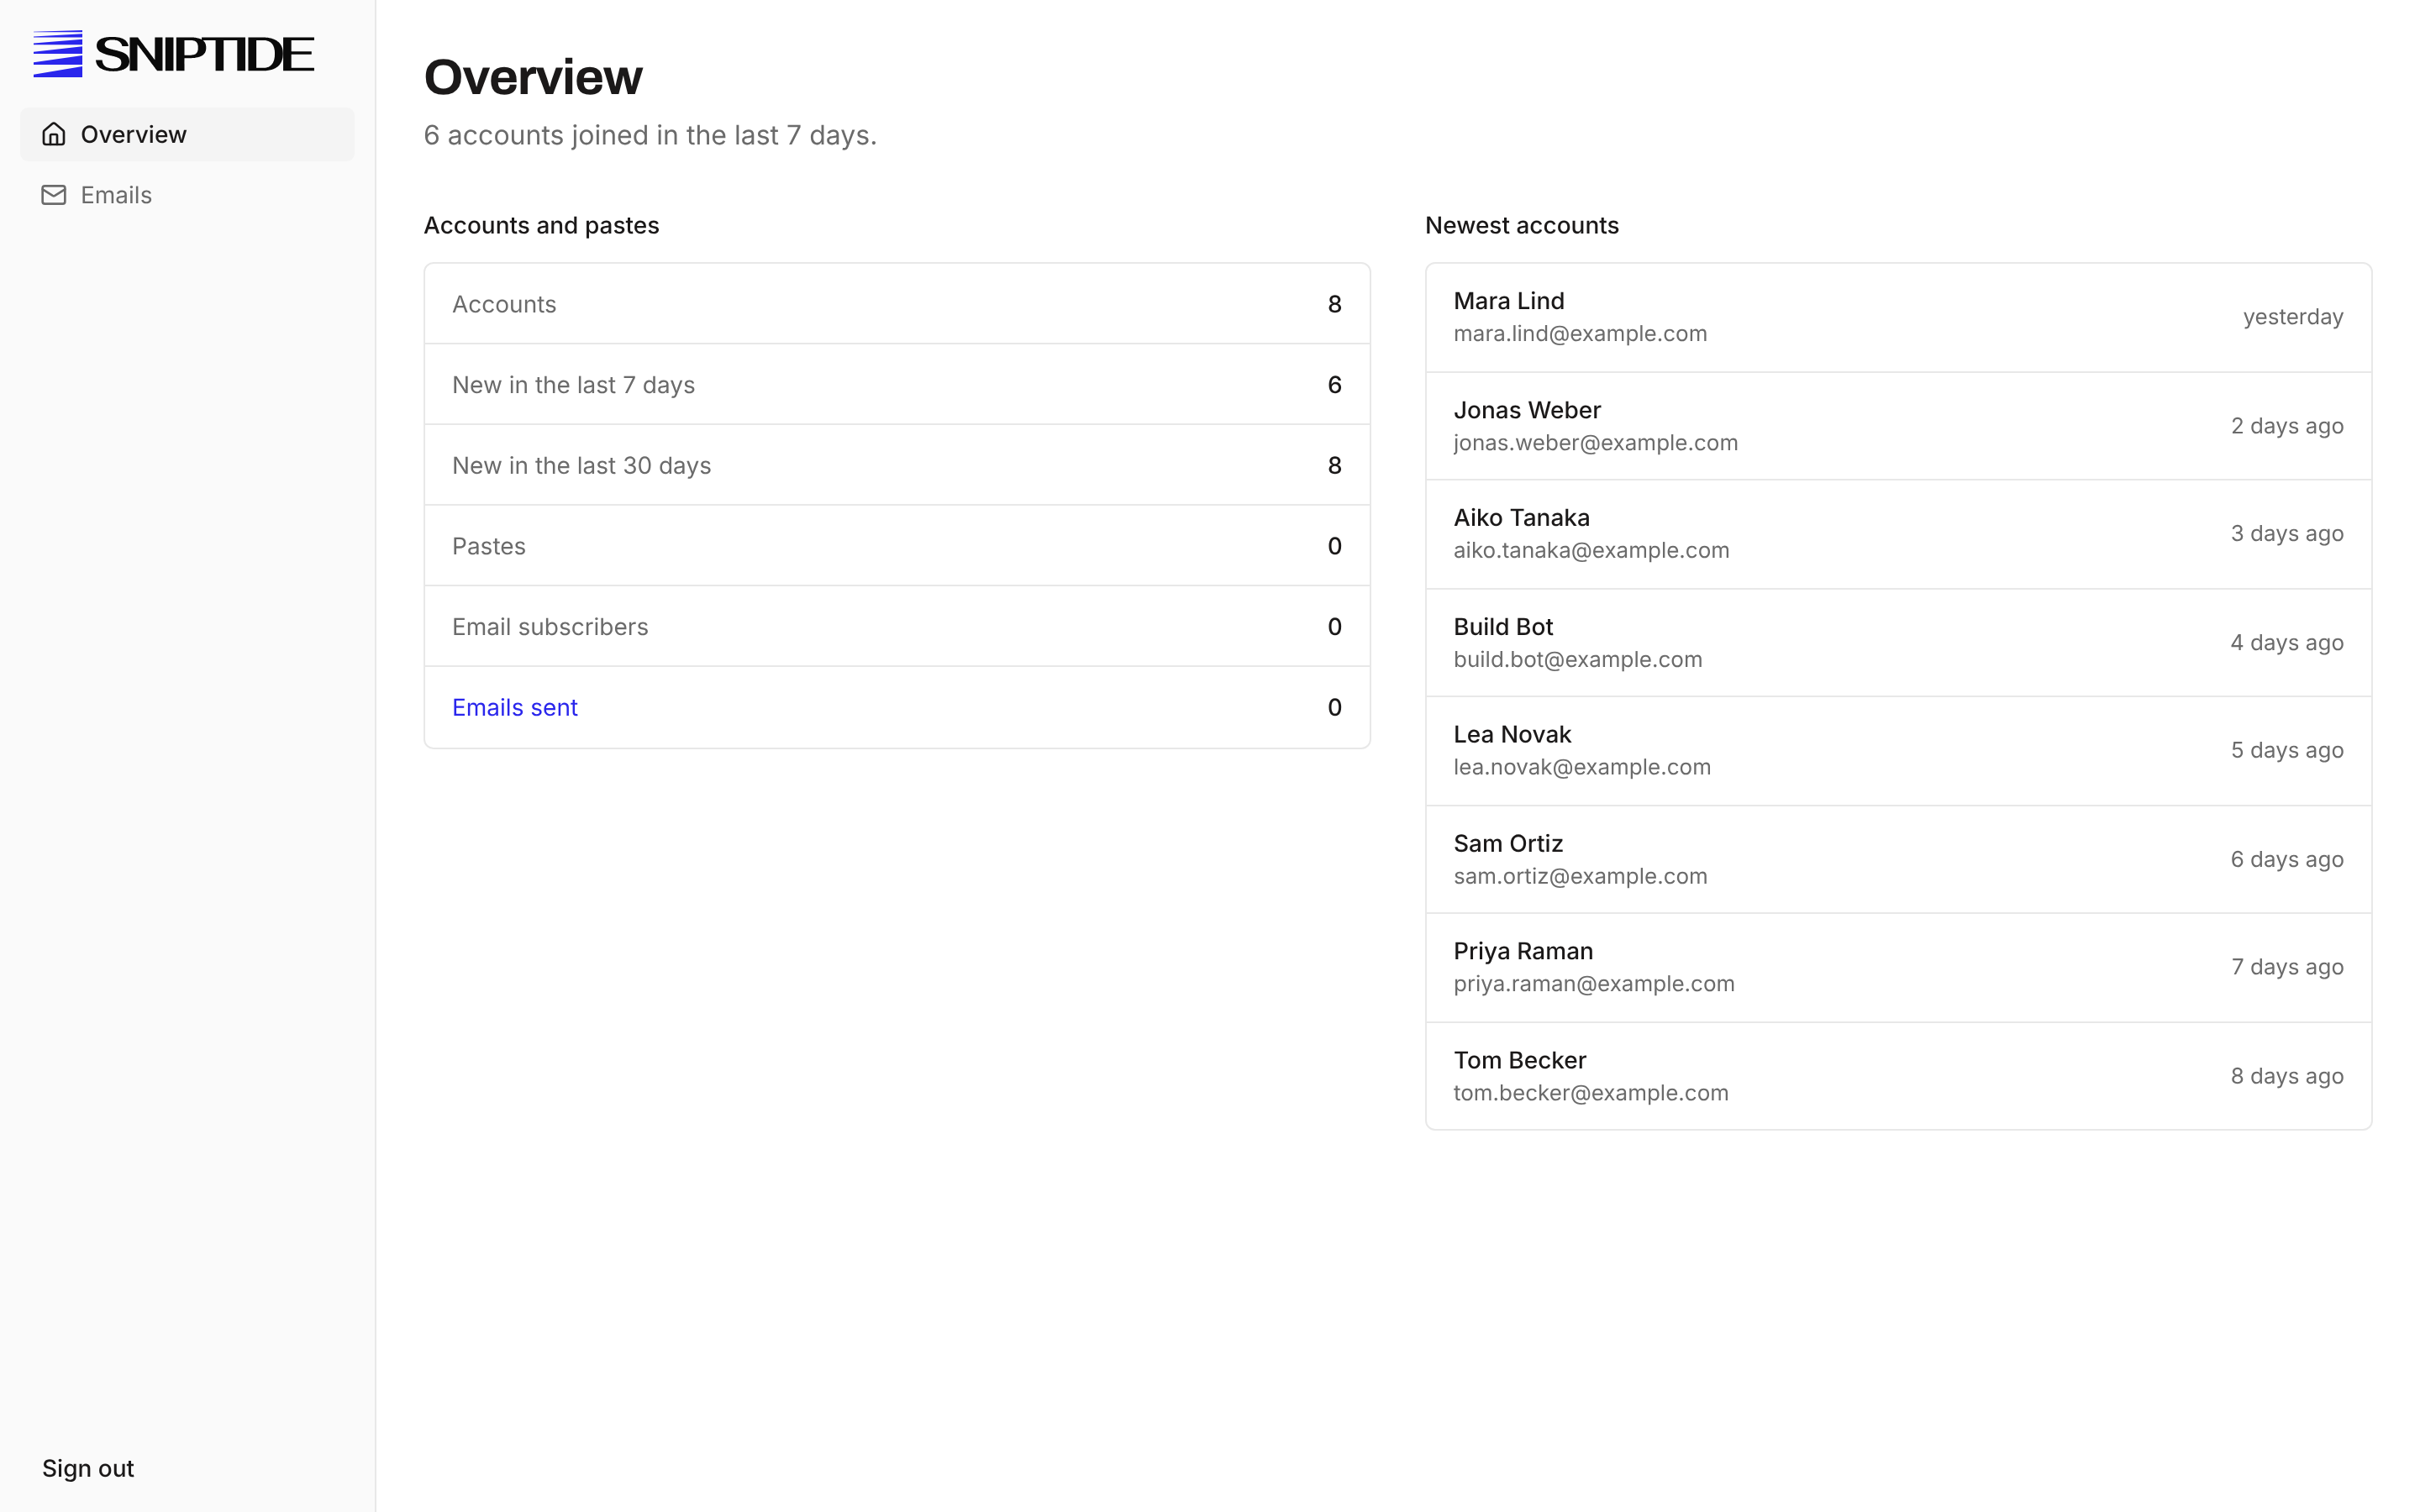 SNIPTIDE
Overview
Emails
Sign out
Overview
6 accounts joined in the last 7 days.
Accounts and pastes
Accounts 8
New in the last 7 days 6
New in the last 30 days 8
Pastes 0
Email subscribers 0
Emails sent 0
Newest accounts
Mara Lind
mara.lind@example.com
yesterday
Jonas Weber
jonas.weber@example.com
2 days ago
Aiko Tanaka
aiko.tanaka@example.com
3 days ago
Build Bot
build.bot@example.com
4 days ago
Lea Novak
lea.novak@example.com
5 days ago
Sam Ortiz
sam.ortiz@example.com
6 days ago
Priya Raman
priya.raman@example.com
7 days ago
Tom Becker
tom.becker@example.com
8 days ago